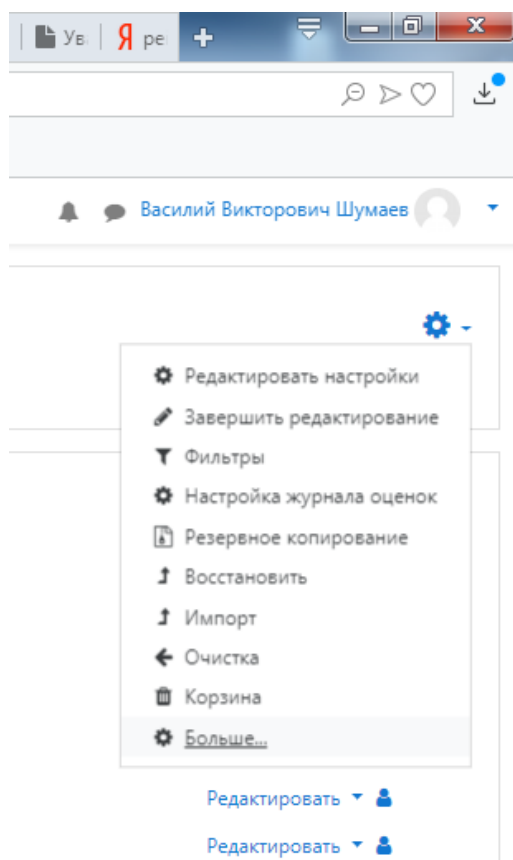 Ув
Я ре
Василий Викторович Шумаев
Редактировать настройки
Завершить редактирование
Фильтры
Настройка журнала оценок
Резервное копирование
Восстановить
Импорт
Очистка
Корзина
Больше...
Редактировать
Редактировать